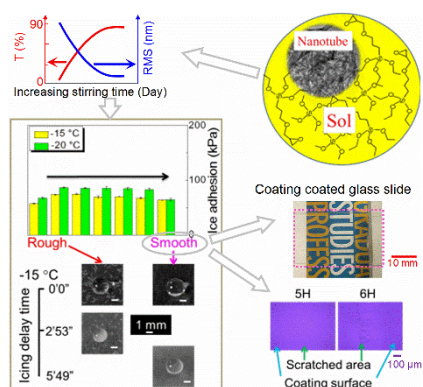 90
T (%)
0
RMS (nm)
Increasing stirring time (Day)
Nanotube
Sol
-15 °C
-20 °C
200
100
0
Ice adhesion (kPa)
Rough
Smooth
-15 °C
Icing delay time
0'0"
2'53"
5'49"
1 mm
Coating coated glass slide
PROFES
STUDIES
10 mm
5H
6H
Scratched area
Coating surface
100 μm